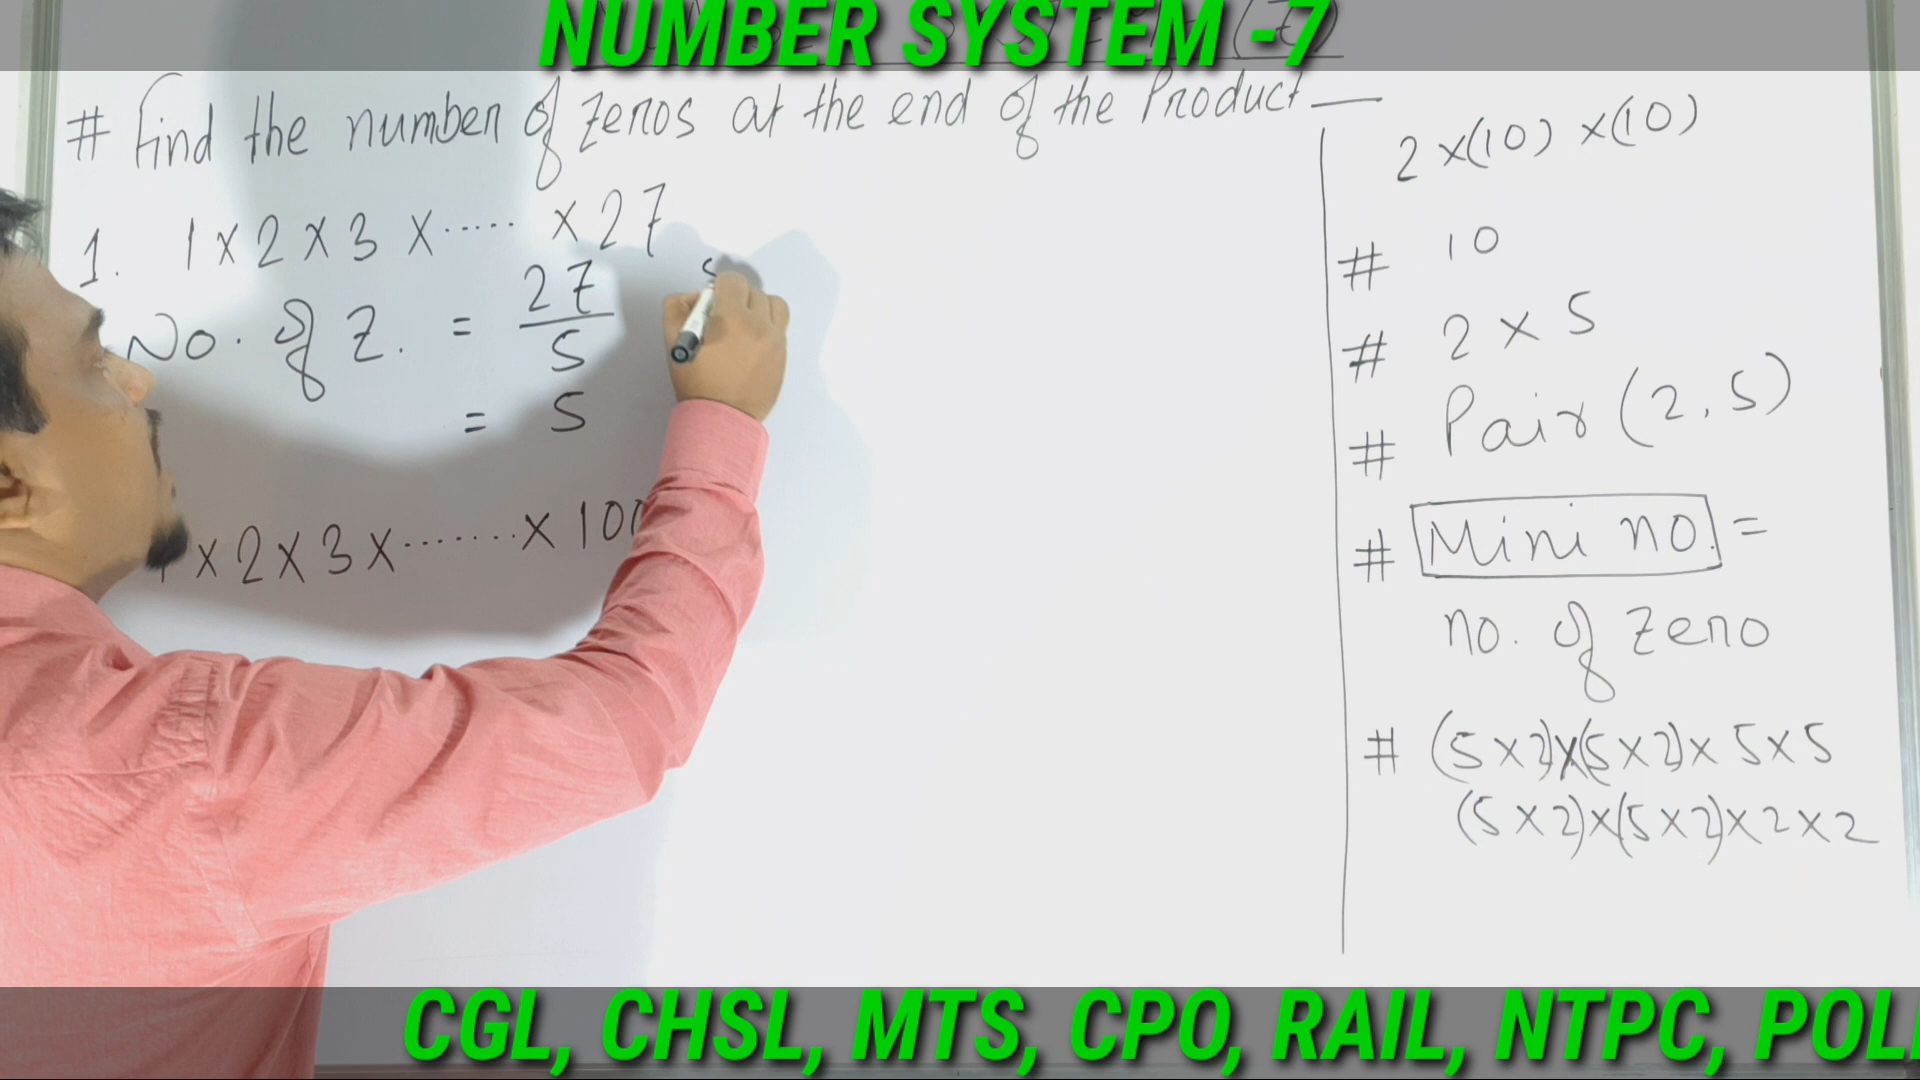 NUMBER SYSTEM -7
# Find the number of zeros at the end of the Product —
1. 1 x 2 x 3 x ..... x 27
No. of Z. = 27
5
= 5
x 2 x 3 x ....... x 100
2 x (10) x (10)
# 10
# 2 x 5
# Pair (2, 5)
# Mini no. =
no. of zero
# (5 x 2) x (5 x 2) x 5 x 5
(5 x 2) x (5 x 2) x 2 x 2
CGL, CHSL, MTS, CPO, RAIL, NTPC, POLI